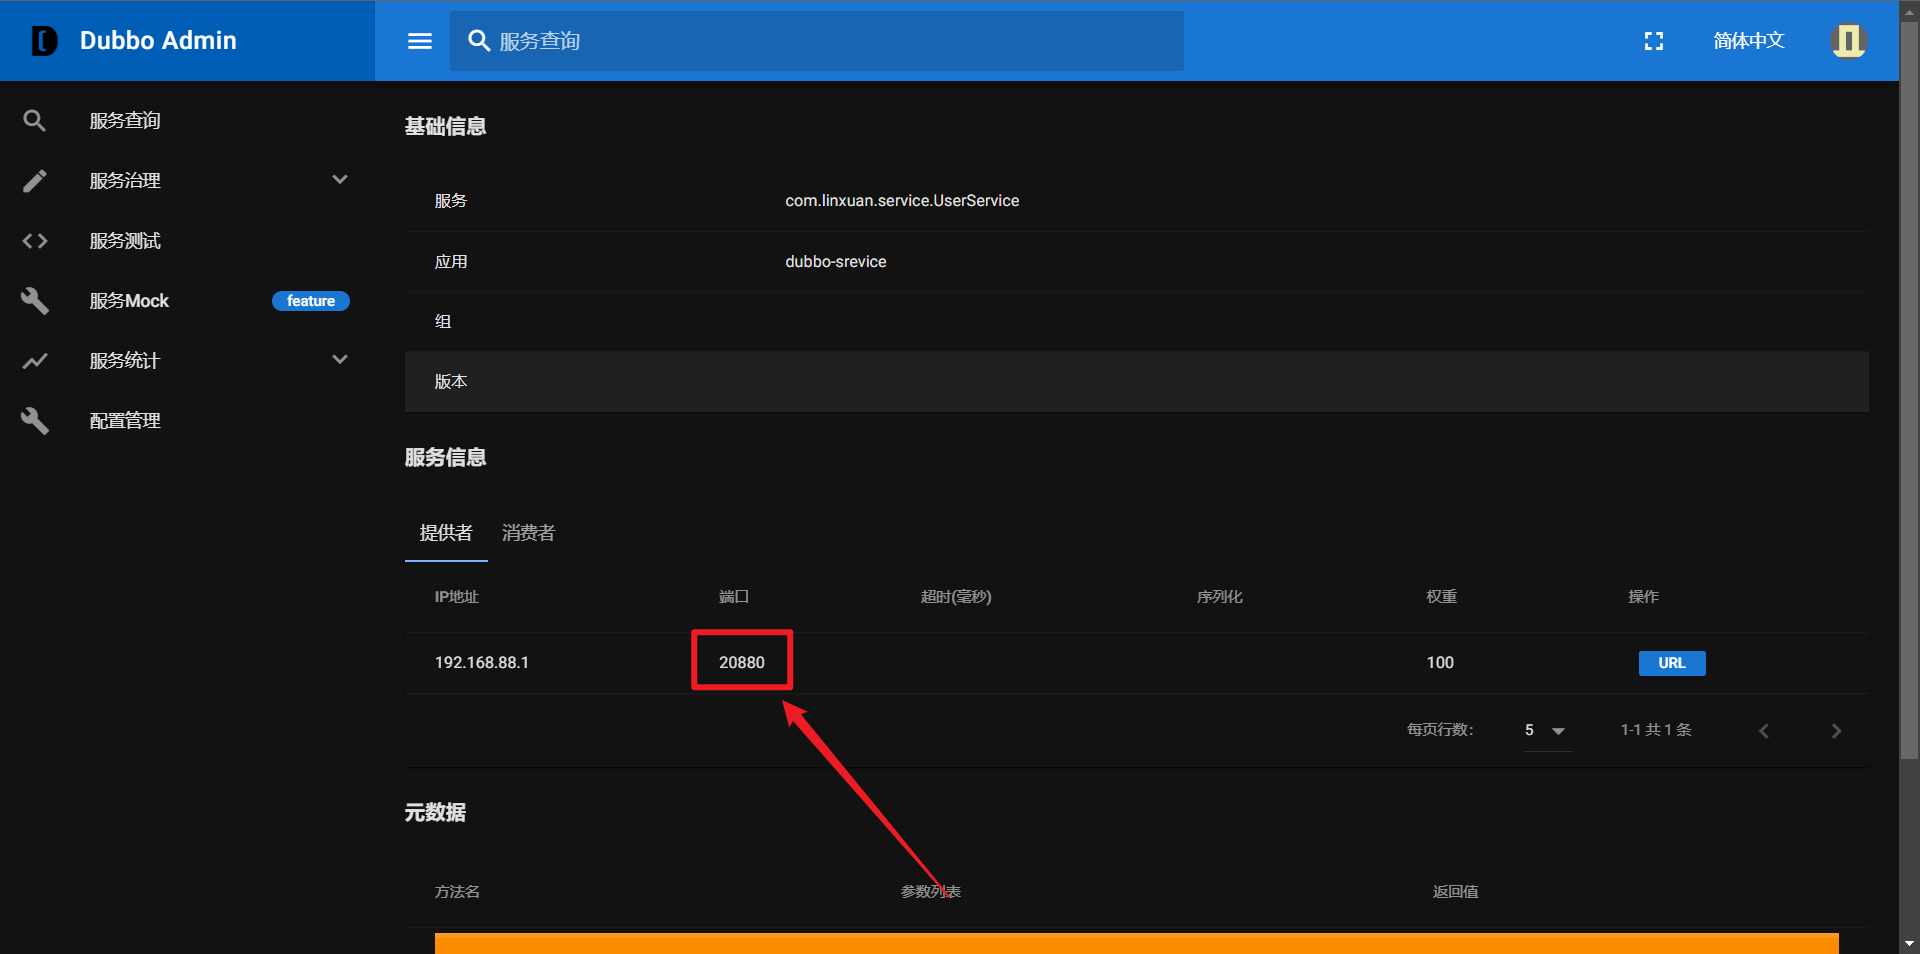 Dubbo Admin
服务查询
简体中文
服务查询
服务治理
服务测试
服务Mock feature
服务统计
配置管理
基础信息
服务 com.linxuan.service.UserService
应用 dubbo-srevice
组
版本
服务信息
提供者 消费者
IP地址 端口 超时(毫秒) 序列化 权重 操作
192.168.88.1 20880 100 URL
每页行数: 5 1-1 共 1 条
元数据
方法名 参数列表 返回值